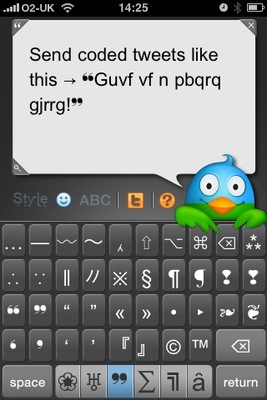 O2-UK 14:25
Send coded tweets like
this → ❝Guvf vf n pbqrq
gjrrg!❞
Style ABC ?
… — 〰 ~ ⁁ ⇧ ⌥ ⌘ ⌫ ⁂
∴ ∵ ‖ 〃 ※ § ¶ ¶ ❢ ❣
❝ ❞ “ ” « » • ‣ ❧
❛ ❜ ‘ ’ 『 』 © ™ ⌫
space ❞ ∑ â return